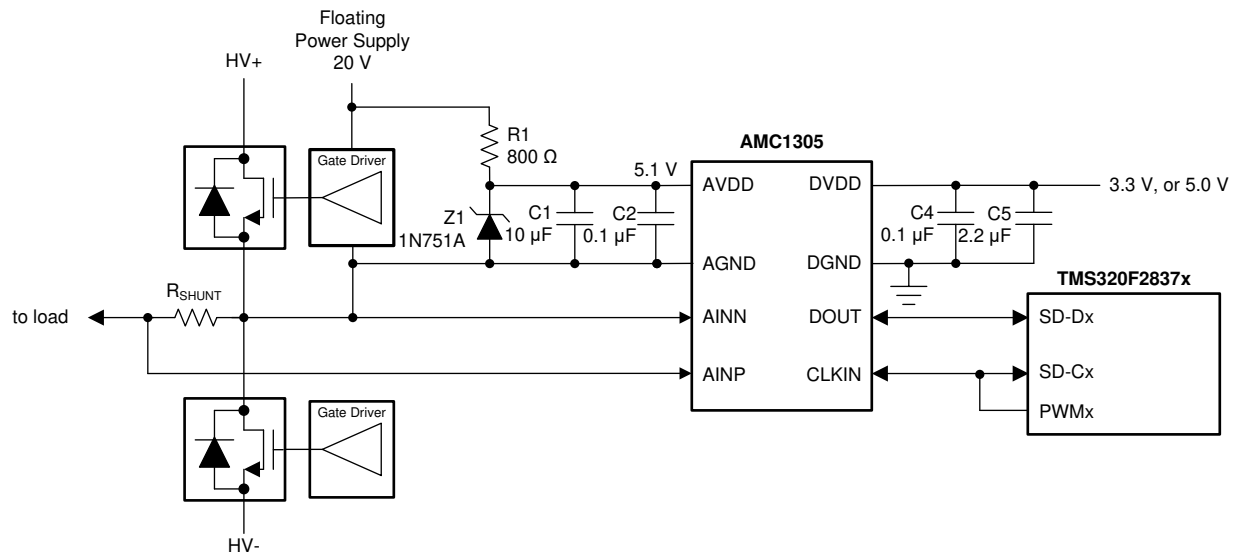 Floating
Power Supply
20 V
HV+
R1
800 Ω
AMC1305
Gate Driver
5.1 V
AVDD
DVDD
3.3 V, or 5.0 V
Z1
1N751A
C1
10 µF
C2
0.1 µF
C4
0.1 µF
C5
2.2 µF
AGND
DGND
TMS320F2837x
RSHUNT
to load
AINN
DOUT
SD-Dx
AINP
CLKIN
SD-Cx
PWMx
Gate Driver
HV-